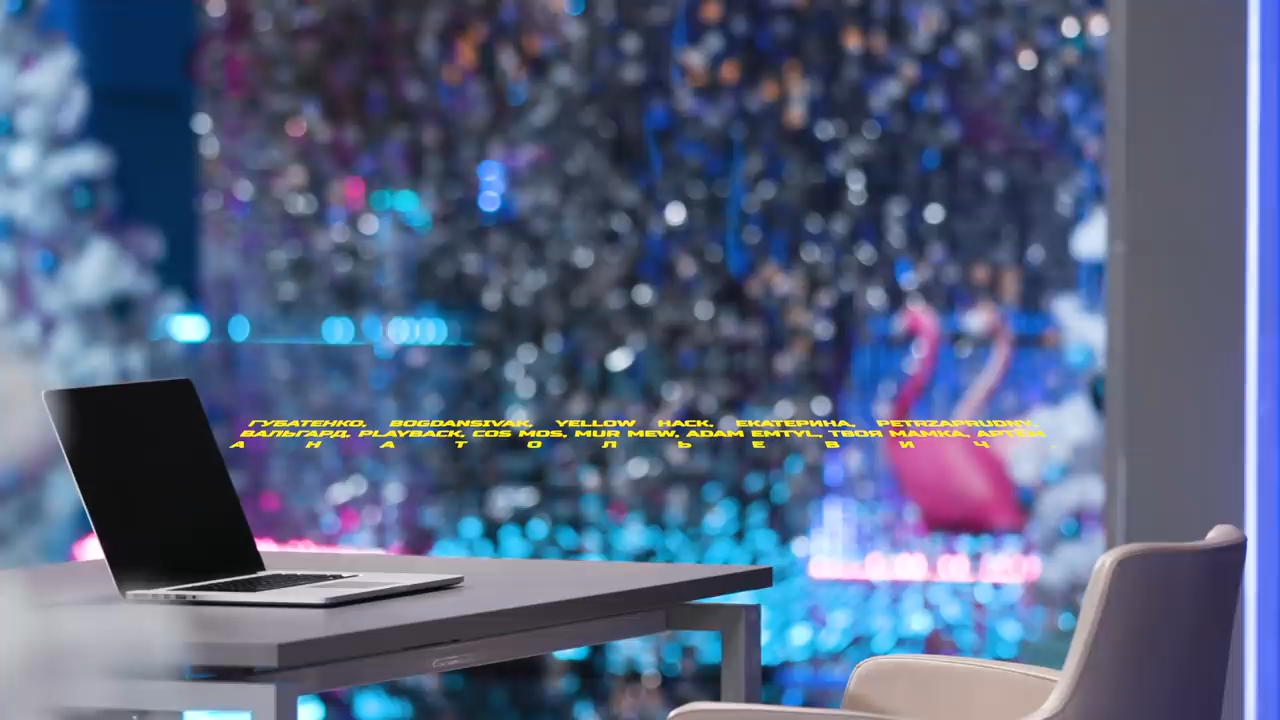 ГУБАТЕНКО, BOGDANSIVAK, YELLOW HACK, ЕКАТЕРИНА, PETRZAPRUDNY,
ВАЛЬГАРД, PLAYBACK, COS MOS, MUR MEW, ADAM EMTYL, ТВОЯ МАМКА, АРТЁМ
А Н А Т О Л Ь Е В И Ч .